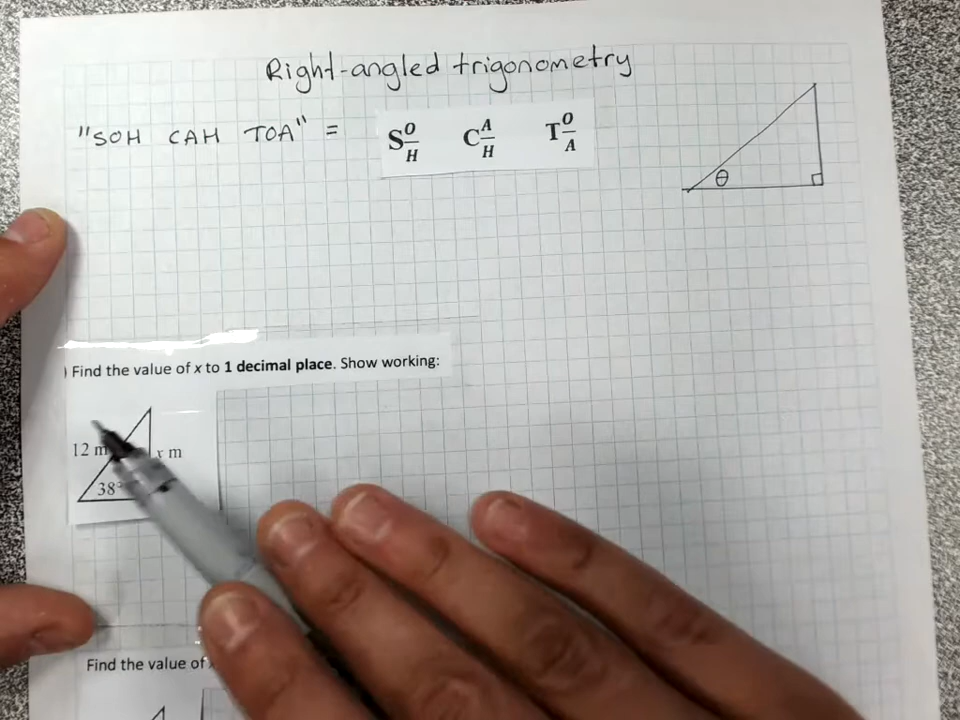 Right-angled trigonometry
"SOH CAH TOA" = S O/H C A/H T O/A
θ
) Find the value of x to 1 decimal place. Show working:
12 m x m
38°
Find the value of